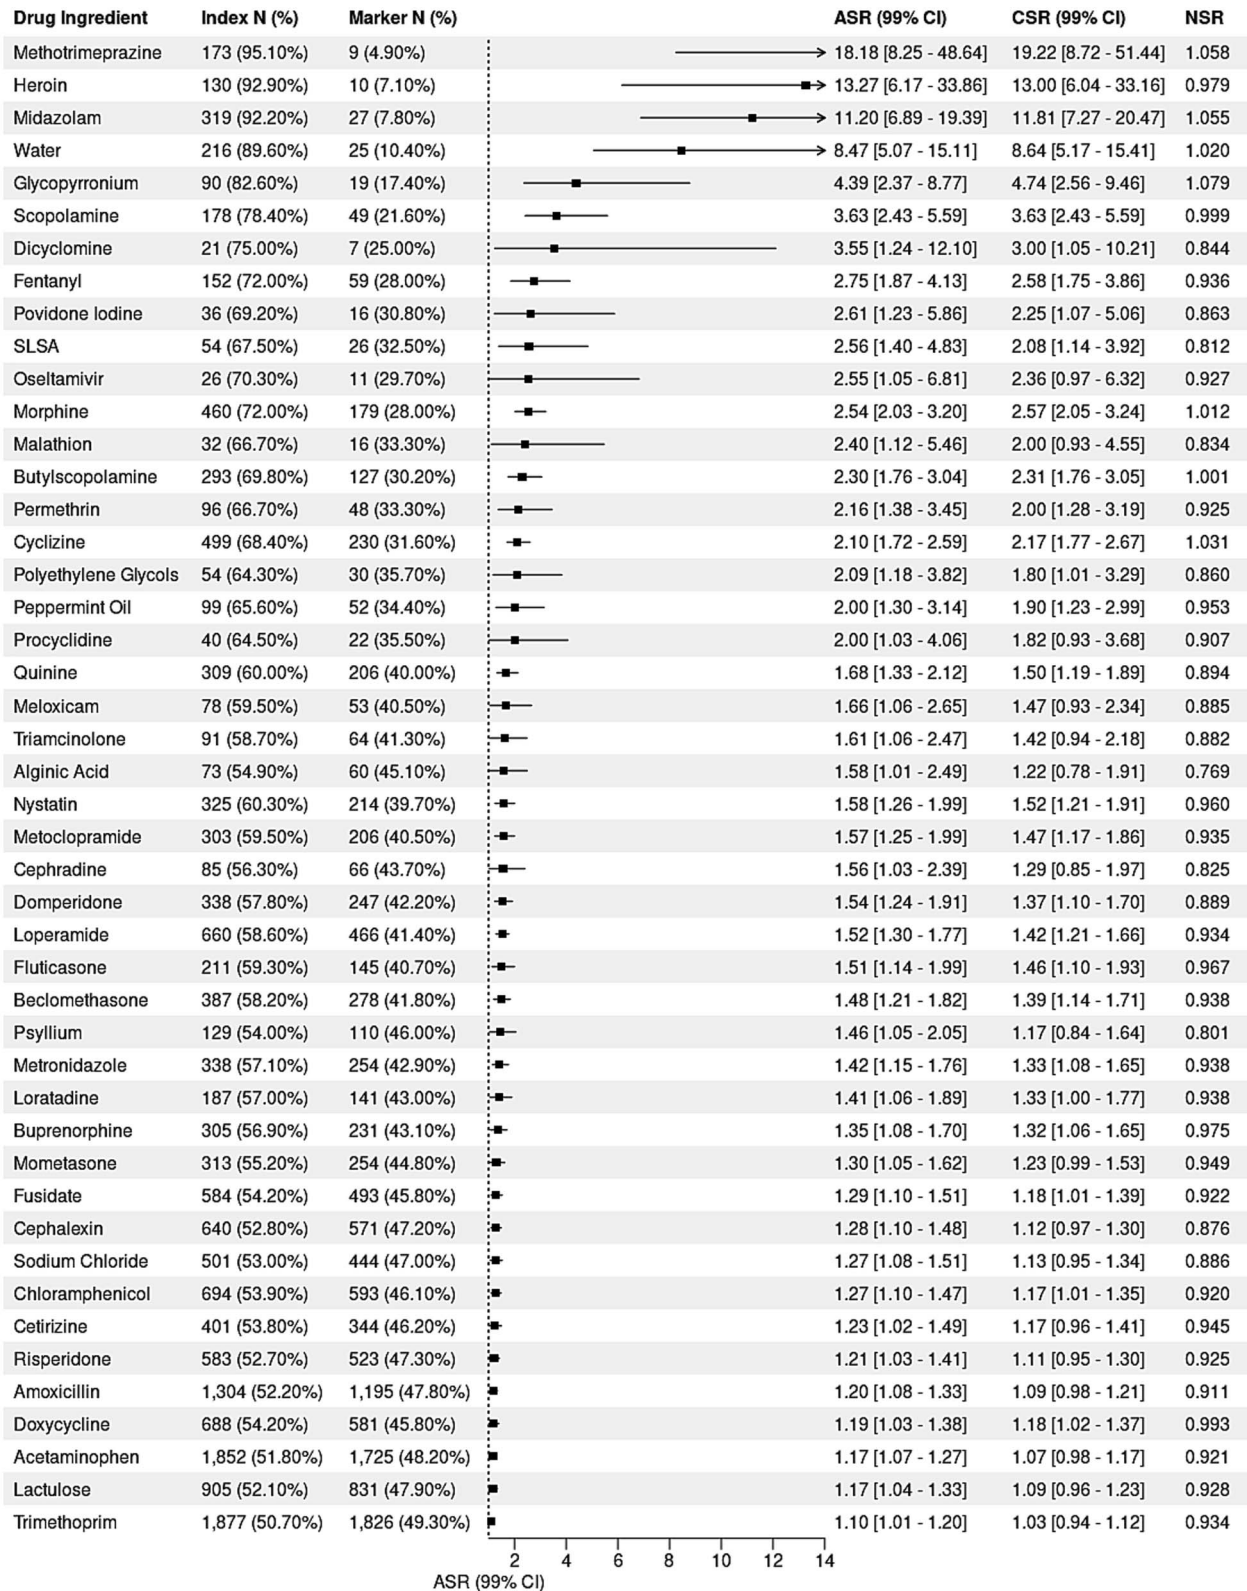 Drug Ingredient Index N (%) Marker N (%) ASR (99% CI) CSR (99% CI) NSR
Methotrimeprazine 173 (95.10%) 9 (4.90%) 18.18 [8.25 - 48.64] 19.22 [8.72 - 51.44] 1.058
Heroin 130 (92.90%) 10 (7.10%) 13.27 [6.17 - 33.86] 13.00 [6.04 - 33.16] 0.979
Midazolam 319 (92.20%) 27 (7.80%) 11.20 [6.89 - 19.39] 11.81 [7.27 - 20.47] 1.055
Water 216 (89.60%) 25 (10.40%) 8.47 [5.07 - 15.11] 8.64 [5.17 - 15.41] 1.020
Glycopyrronium 90 (82.60%) 19 (17.40%) 4.39 [2.37 - 8.77] 4.74 [2.56 - 9.46] 1.079
Scopolamine 178 (78.40%) 49 (21.60%) 3.63 [2.43 - 5.59] 3.63 [2.43 - 5.59] 0.999
Dicyclomine 21 (75.00%) 7 (25.00%) 3.55 [1.24 - 12.10] 3.00 [1.05 - 10.21] 0.844
Fentanyl 152 (72.00%) 59 (28.00%) 2.75 [1.87 - 4.13] 2.58 [1.75 - 3.86] 0.936
Povidone Iodine 36 (69.20%) 16 (30.80%) 2.61 [1.23 - 5.86] 2.25 [1.07 - 5.06] 0.863
SLSA 54 (67.50%) 26 (32.50%) 2.56 [1.40 - 4.83] 2.08 [1.14 - 3.92] 0.812
Oseltamivir 26 (70.30%) 11 (29.70%) 2.55 [1.05 - 6.81] 2.36 [0.97 - 6.32] 0.927
Morphine 460 (72.00%) 179 (28.00%) 2.54 [2.03 - 3.20] 2.57 [2.05 - 3.24] 1.012
Malathion 32 (66.70%) 16 (33.30%) 2.40 [1.12 - 5.46] 2.00 [0.93 - 4.55] 0.834
Butylscopolamine 293 (69.80%) 127 (30.20%) 2.30 [1.76 - 3.04] 2.31 [1.76 - 3.05] 1.001
Permethrin 96 (66.70%) 48 (33.30%) 2.16 [1.38 - 3.45] 2.00 [1.28 - 3.19] 0.925
Cyclizine 499 (68.40%) 230 (31.60%) 2.10 [1.72 - 2.59] 2.17 [1.77 - 2.67] 1.031
Polyethylene Glycols 54 (64.30%) 30 (35.70%) 2.09 [1.18 - 3.82] 1.80 [1.01 - 3.29] 0.860
Peppermint Oil 99 (65.60%) 52 (34.40%) 2.00 [1.30 - 3.14] 1.90 [1.23 - 2.99] 0.953
Procyclidine 40 (64.50%) 22 (35.50%) 2.00 [1.03 - 4.06] 1.82 [0.93 - 3.68] 0.907
Quinine 309 (60.00%) 206 (40.00%) 1.68 [1.33 - 2.12] 1.50 [1.19 - 1.89] 0.894
Meloxicam 78 (59.50%) 53 (40.50%) 1.66 [1.06 - 2.65] 1.47 [0.93 - 2.34] 0.885
Triamcinolone 91 (58.70%) 64 (41.30%) 1.61 [1.06 - 2.47] 1.42 [0.94 - 2.18] 0.882
Alginic Acid 73 (54.90%) 60 (45.10%) 1.58 [1.01 - 2.49] 1.22 [0.78 - 1.91] 0.769
Nystatin 325 (60.30%) 214 (39.70%) 1.58 [1.26 - 1.99] 1.52 [1.21 - 1.91] 0.960
Metoclopramide 303 (59.50%) 206 (40.50%) 1.57 [1.25 - 1.99] 1.47 [1.17 - 1.86] 0.935
Cephradine 85 (56.30%) 66 (43.70%) 1.56 [1.03 - 2.39] 1.29 [0.85 - 1.97] 0.825
Domperidone 338 (57.80%) 247 (42.20%) 1.54 [1.24 - 1.91] 1.37 [1.10 - 1.70] 0.889
Loperamide 660 (58.60%) 466 (41.40%) 1.52 [1.30 - 1.77] 1.42 [1.21 - 1.66] 0.934
Fluticasone 211 (59.30%) 145 (40.70%) 1.51 [1.14 - 1.99] 1.46 [1.10 - 1.93] 0.967
Beclomethasone 387 (58.20%) 278 (41.80%) 1.48 [1.21 - 1.82] 1.39 [1.14 - 1.71] 0.938
Psyllium 129 (54.00%) 110 (46.00%) 1.46 [1.05 - 2.05] 1.17 [0.84 - 1.64] 0.801
Metronidazole 338 (57.10%) 254 (42.90%) 1.42 [1.15 - 1.76] 1.33 [1.08 - 1.65] 0.938
Loratadine 187 (57.00%) 141 (43.00%) 1.41 [1.06 - 1.89] 1.33 [1.00 - 1.77] 0.938
Buprenorphine 305 (56.90%) 231 (43.10%) 1.35 [1.08 - 1.70] 1.32 [1.06 - 1.65] 0.975
Mometasone 313 (55.20%) 254 (44.80%) 1.30 [1.05 - 1.62] 1.23 [0.99 - 1.53] 0.949
Fusidate 584 (54.20%) 493 (45.80%) 1.29 [1.10 - 1.51] 1.18 [1.01 - 1.39] 0.922
Cephalexin 640 (52.80%) 571 (47.20%) 1.28 [1.10 - 1.48] 1.12 [0.97 - 1.30] 0.876
Sodium Chloride 501 (53.00%) 444 (47.00%) 1.27 [1.08 - 1.51] 1.13 [0.95 - 1.34] 0.886
Chloramphenicol 694 (53.90%) 593 (46.10%) 1.27 [1.10 - 1.47] 1.17 [1.01 - 1.35] 0.920
Cetirizine 401 (53.80%) 344 (46.20%) 1.23 [1.02 - 1.49] 1.17 [0.96 - 1.41] 0.945
Risperidone 583 (52.70%) 523 (47.30%) 1.21 [1.03 - 1.41] 1.11 [0.95 - 1.30] 0.925
Amoxicillin 1,304 (52.20%) 1,195 (47.80%) 1.20 [1.08 - 1.33] 1.09 [0.98 - 1.21] 0.911
Doxycycline 688 (54.20%) 581 (45.80%) 1.19 [1.03 - 1.38] 1.18 [1.02 - 1.37] 0.993
Acetaminophen 1,852 (51.80%) 1,725 (48.20%) 1.17 [1.07 - 1.27] 1.07 [0.98 - 1.17] 0.921
Lactulose 905 (52.10%) 831 (47.90%) 1.17 [1.04 - 1.33] 1.09 [0.96 - 1.23] 0.928
Trimethoprim 1,877 (50.70%) 1,826 (49.30%) 1.10 [1.01 - 1.20] 1.03 [0.94 - 1.12] 0.934
2 4 6 8 10 12 14
ASR (99% CI)